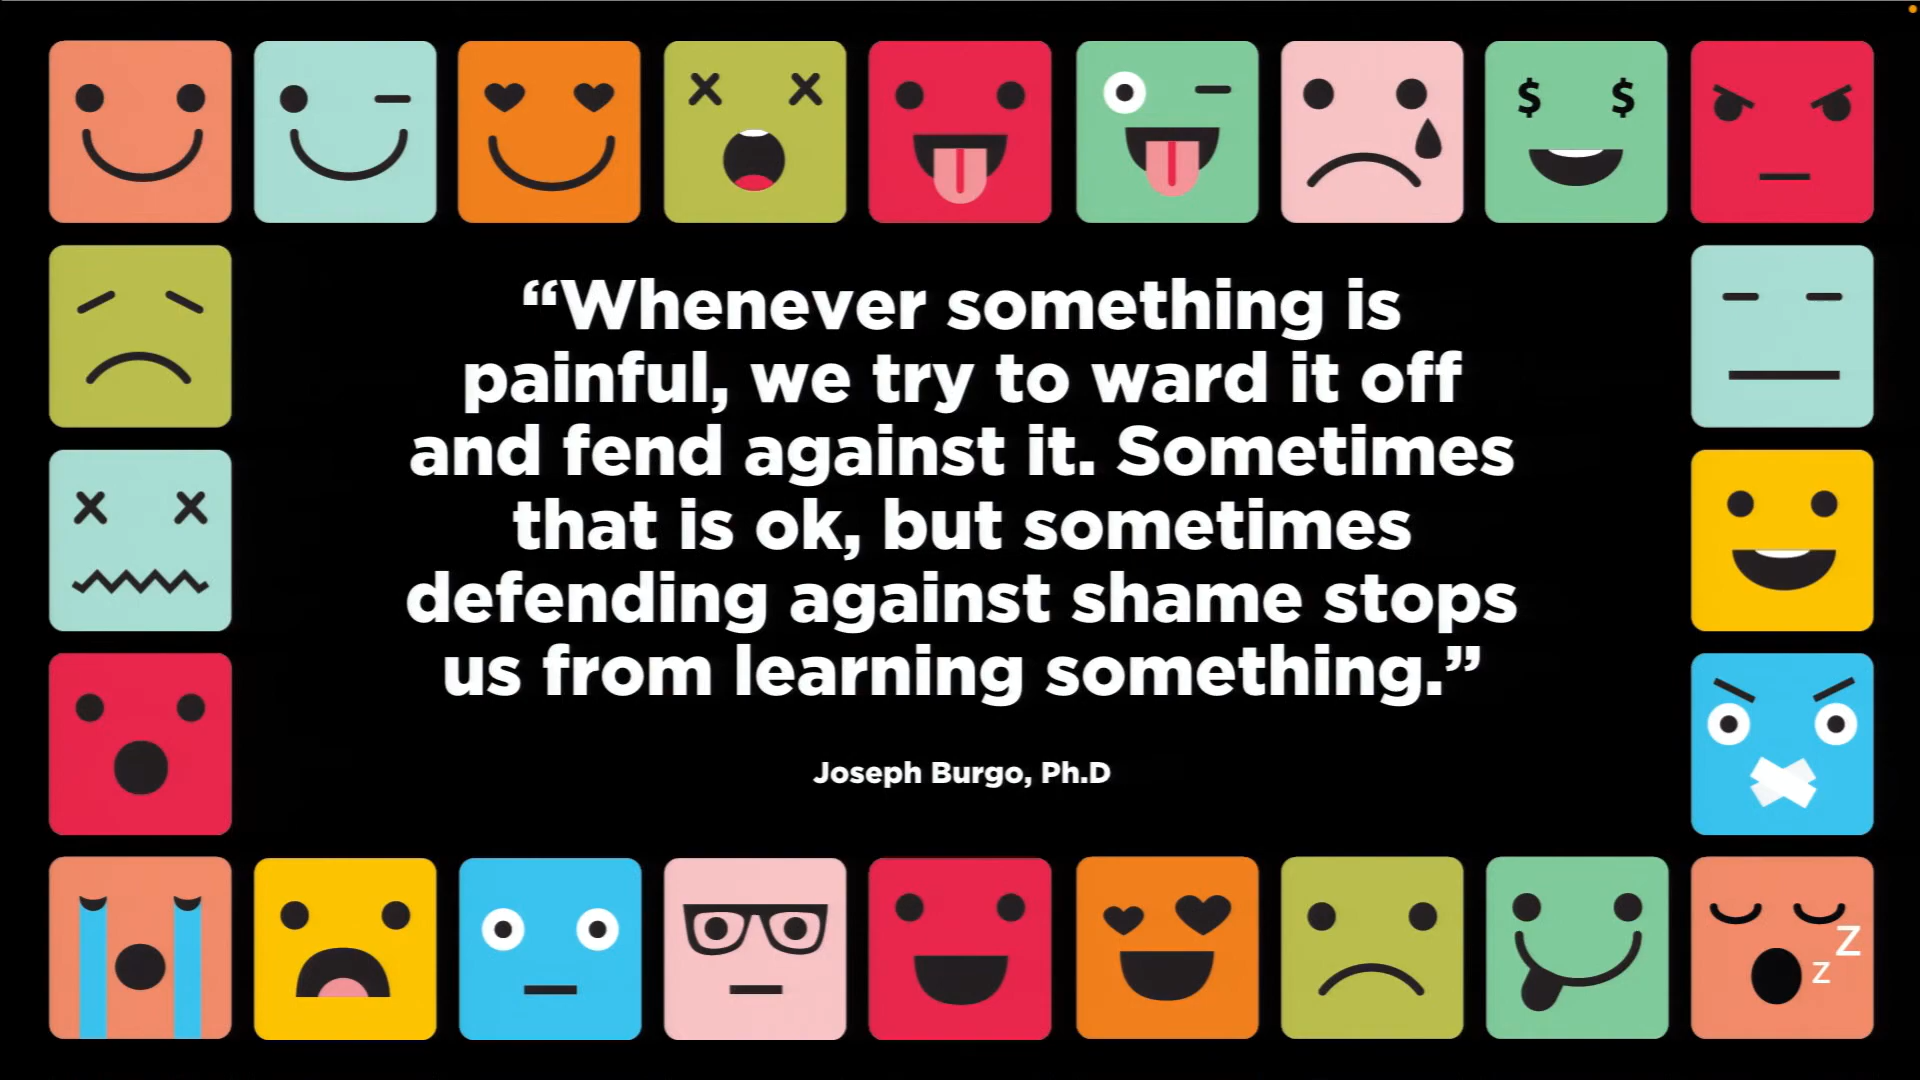 $ $
“Whenever something is
painful, we try to ward it off
and fend against it. Sometimes
that is ok, but sometimes
defending against shame stops
us from learning something.”
Joseph Burgo, Ph.D
Z
z